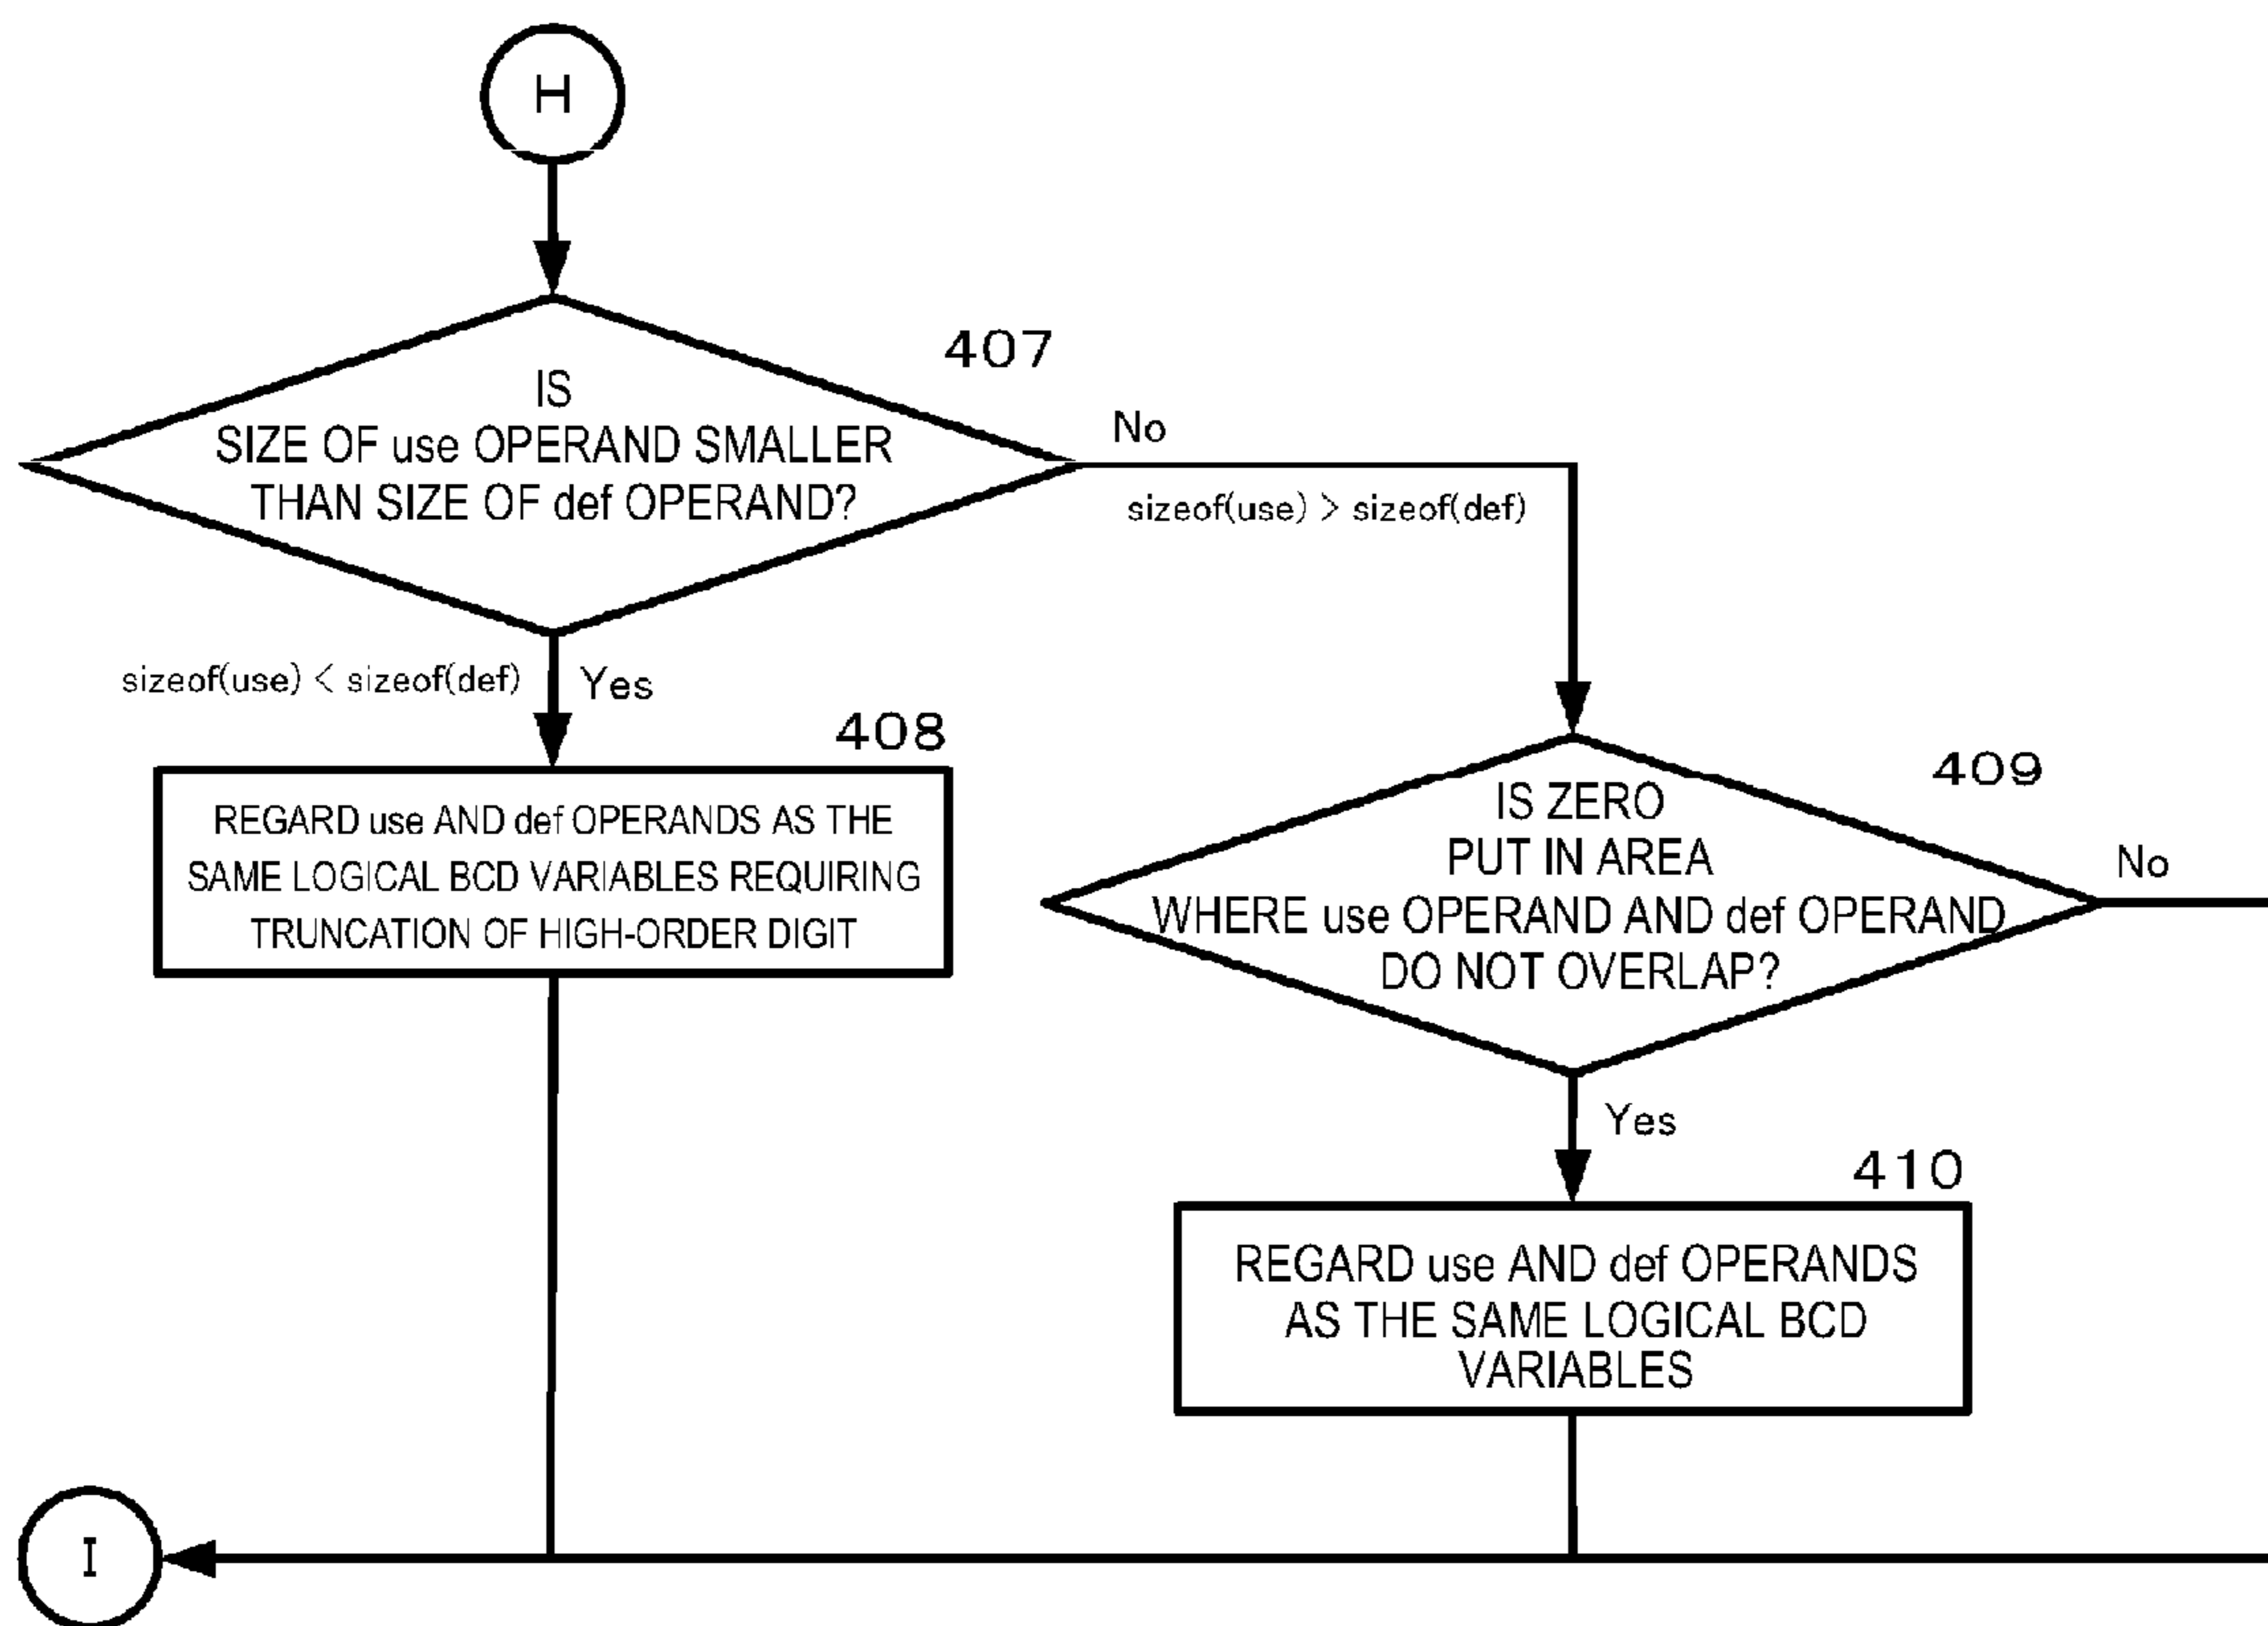 H
407
IS
SIZE OF use OPERAND SMALLER
THAN SIZE OF def OPERAND?
No
sizeof(use) > sizeof(def)
sizeof(use) < sizeof(def)
Yes
408
REGARD use AND def OPERANDS AS THE
SAME LOGICAL BCD VARIABLES REQUIRING
TRUNCATION OF HIGH-ORDER DIGIT
409
IS ZERO
PUT IN AREA
WHERE use OPERAND AND def OPERAND
DO NOT OVERLAP?
No
Yes
410
REGARD use AND def OPERANDS
AS THE SAME LOGICAL BCD
VARIABLES
I